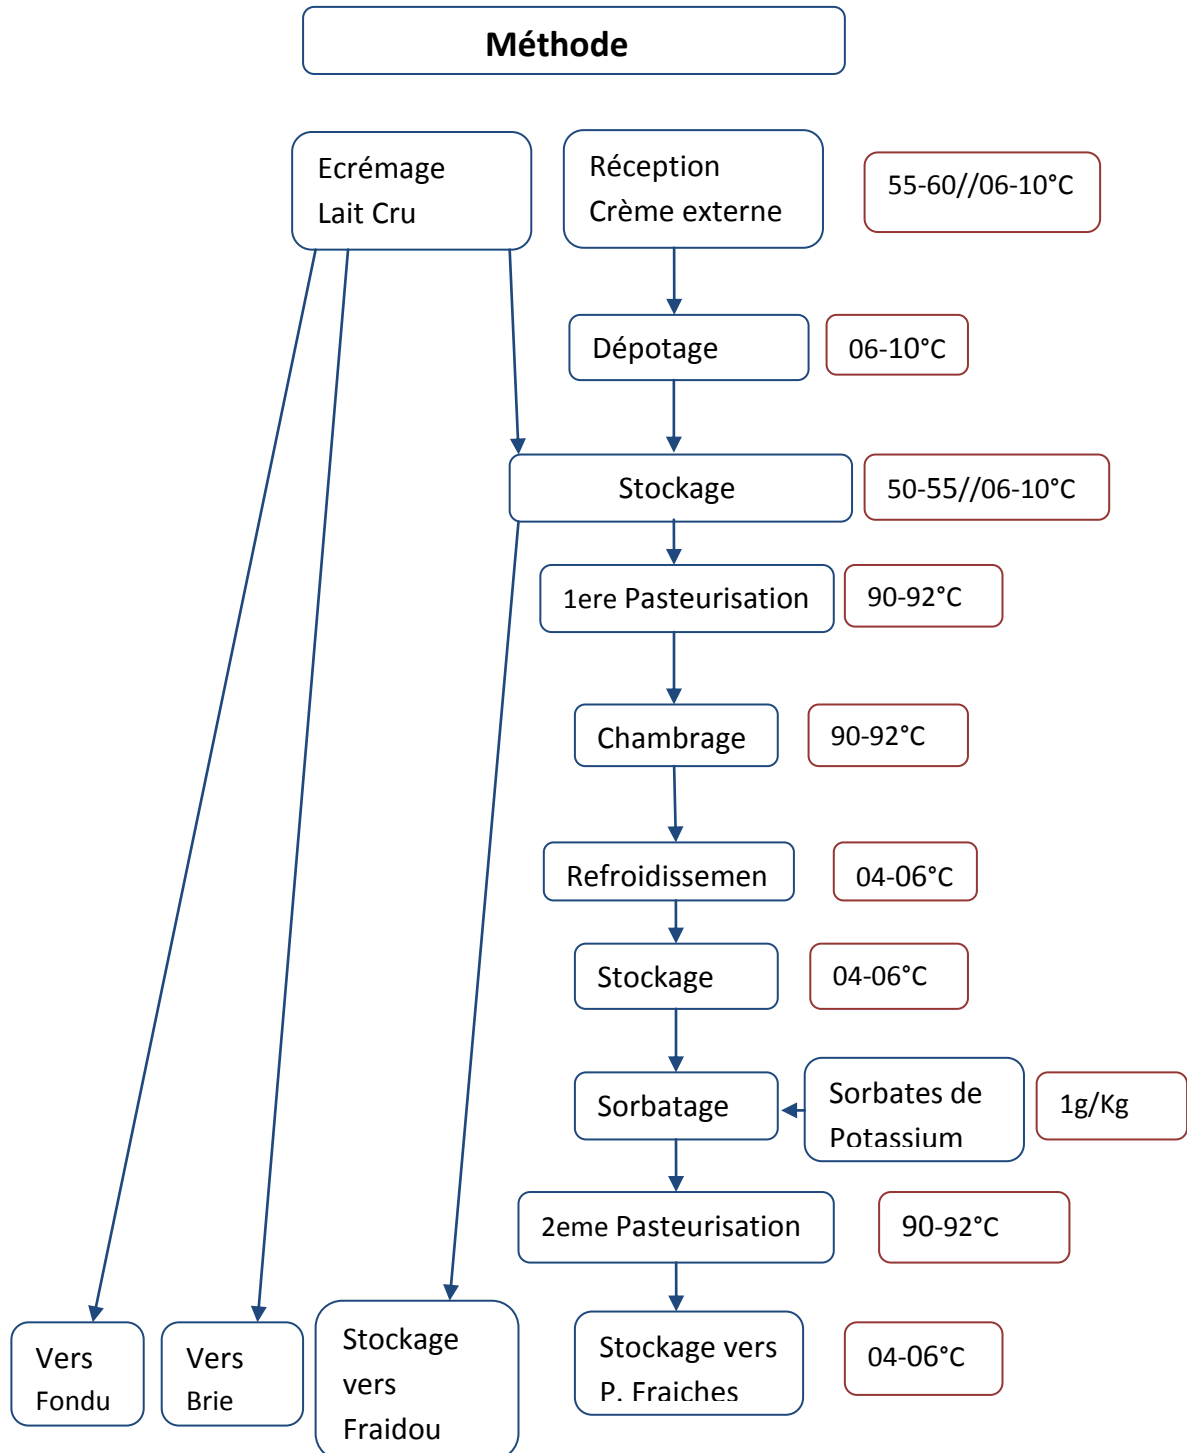 Méthode
Ecrémage
Lait Cru
Réception
Crème externe
55-60//06-10°C
Dépotage
06-10°C
Stockage
50-55//06-10°C
1ere Pasteurisation
90-92°C
Chambrage
90-92°C
Refroidissemen
04-06°C
Stockage
04-06°C
Sorbatage
Sorbates de
Potassium
1g/Kg
2eme Pasteurisation
90-92°C
Vers
Fondu
Vers
Brie
Stockage
vers
Fraidou
Stockage vers
P. Fraiches
04-06°C